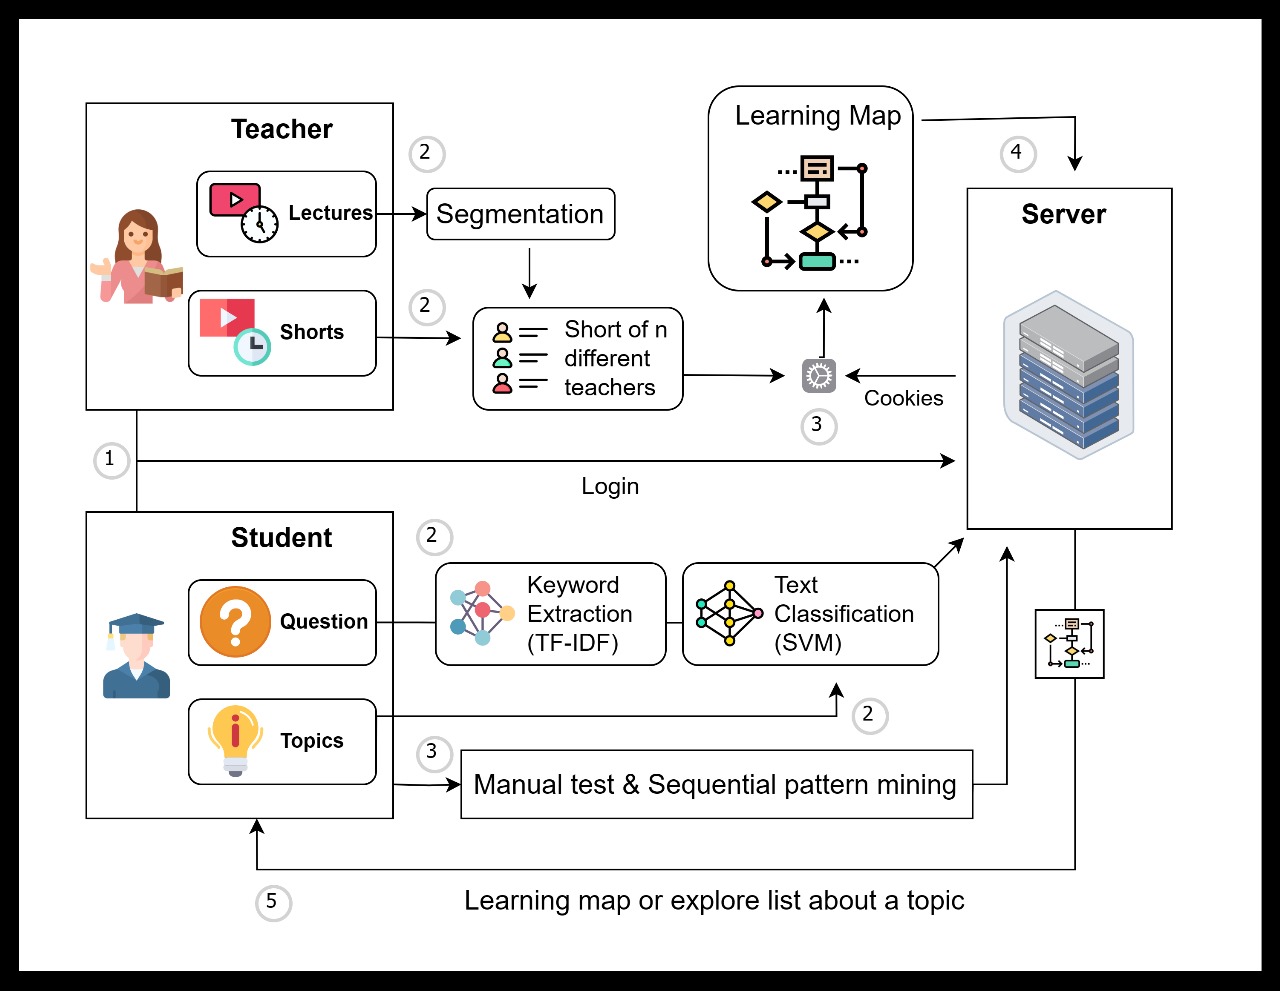 Teacher
2
Lectures
Segmentation
Learning Map
4
Server
Shorts
2
Short of n
different
teachers
Cookies
3
1
Login
Student
2
Question
Keyword
Extraction
(TF-IDF)
Text
Classification
(SVM)
Topics
2
3
Manual test & Sequential pattern mining
5
Learning map or explore list about a topic